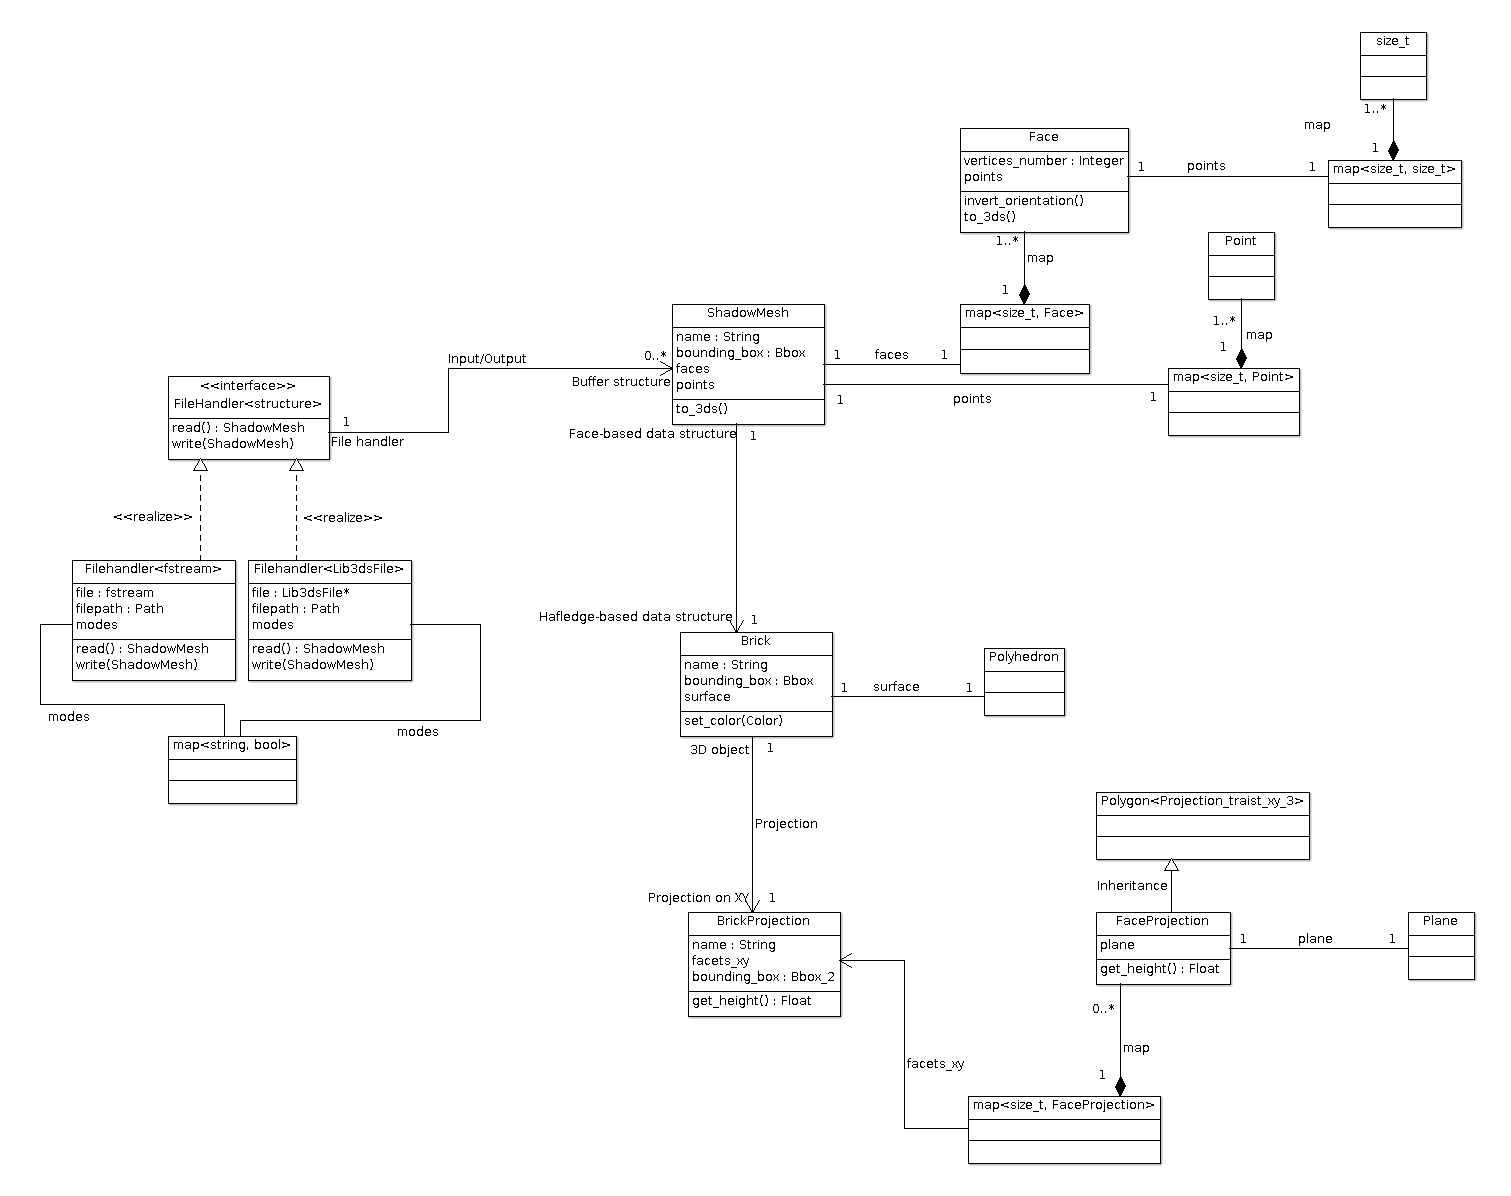 size_t
1..*
map
1
map<size_t, size_t>
Face
vertices_number : Integer
points
invert_orientation()
to_3ds()
1
points
1
1..*
map
1
map<size_t, Face>
Point
1..*
map
1
map<size_t, Point>
ShadowMesh
name : String
bounding_box : Bbox
faces
points
to_3ds()
1
faces
1
1
points
1
Input/Output
0..*
Buffer structure
<<interface>>
FileHandler<structure>
read() : ShadowMesh
write(ShadowMesh)
1
File handler
<<realize>>
<<realize>>
Filehandler<fstream>
file : fstream
filepath : Path
modes
read() : ShadowMesh
write(ShadowMesh)
Filehandler<Lib3dsFile>
file : Lib3dsFile*
filepath : Path
modes
read() : ShadowMesh
write(ShadowMesh)
modes
modes
map<string, bool>
Face-based data structure
1
Hafledge-based data structure
1
Brick
name : String
bounding_box : Bbox
surface
set_color(Color)
1
surface
1
Polyhedron
3D object
1
Projection
Projection on XY
1
BrickProjection
name : String
facets_xy
bounding_box : Bbox_2
get_height() : Float
Polygon<Projection_traist_xy_3>
Inheritance
FaceProjection
plane
get_height() : Float
1
plane
1
Plane
0..*
map
1
facets_xy
map<size_t, FaceProjection>